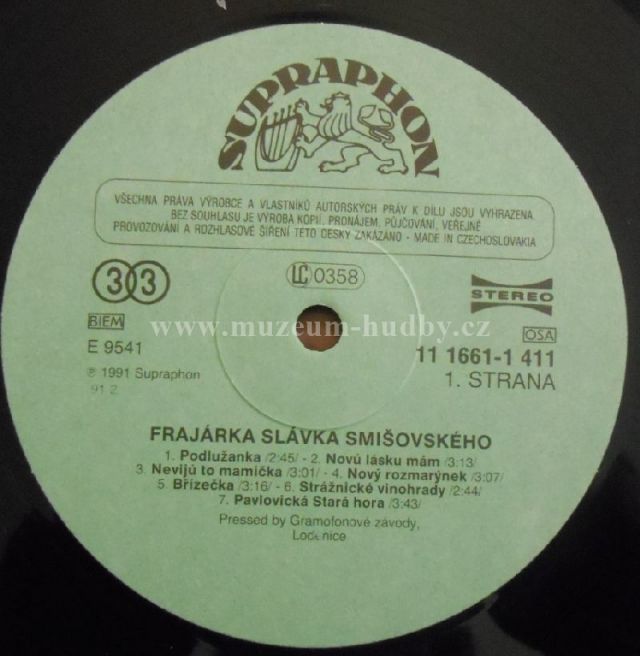 SUPRAPHON
VŠECHNA PRÁVA VÝROBCE A VLASTNÍKŮ AUTORSKÝCH PRÁV K DÍLU JSOU VYHRAZENA
BEZ SOUHLASU JE VÝROBA KOPIÍ, PRONÁJEM, PŮJČOVÁNÍ, VEŘEJNÉ
PROVOZOVÁNÍ A ROZHLASOVÉ ŠÍŘENÍ TÉTO DESKY ZAKÁZÁNO - MADE IN CZECHOSLOVAKIA
33
LC 0358
STEREO
BIEM
www.muzeum-hudby.cz
OSA
E 9541
11 1661-1 411
℗ 1991 Supraphon
1. STRANA
91 2
FRAJÁRKA SLÁVKA SMIŠOVSKÉHO
1. Podlužanka /2:45/ - 2. Novú lásku mám /3:13/
3. Nevijú to mamička /3:01/ - 4. Nový rozmarýnek /3:07/
5. Břízečka /3:16/ - 6. Strážnické vinohrady /2:44/
7. Pavlovická Stará hora /3:43/
Pressed by Gramofonové závody,
Loděnice